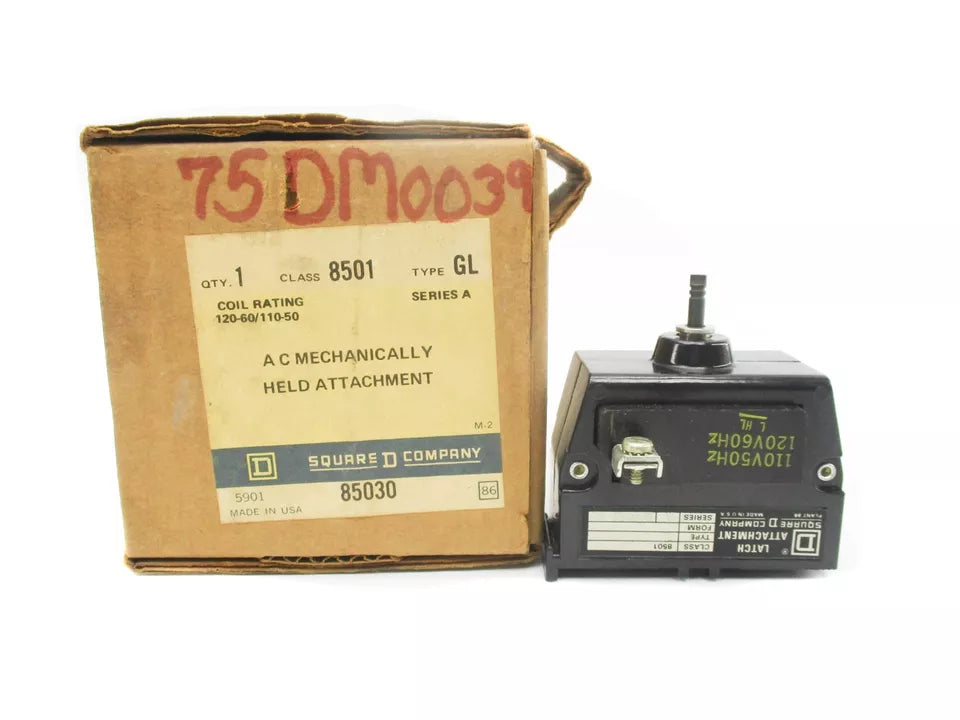 75DM0039
QTY. 1 CLASS 8501 TYPE GL
COIL RATING SERIES A
120-60/110-50
A C MECHANICALLY
HELD ATTACHMENT
M-2
D SQUARE D COMPANY
5901 85030 86
MADE IN USA
110V50Hz
120V60Hz
L HL
LATCH
ATTACHMENT
D
SQUARE D COMPANY
PLANT 86 MADE IN U S A
CLASS 8501
TYPE
FORM
SERIES